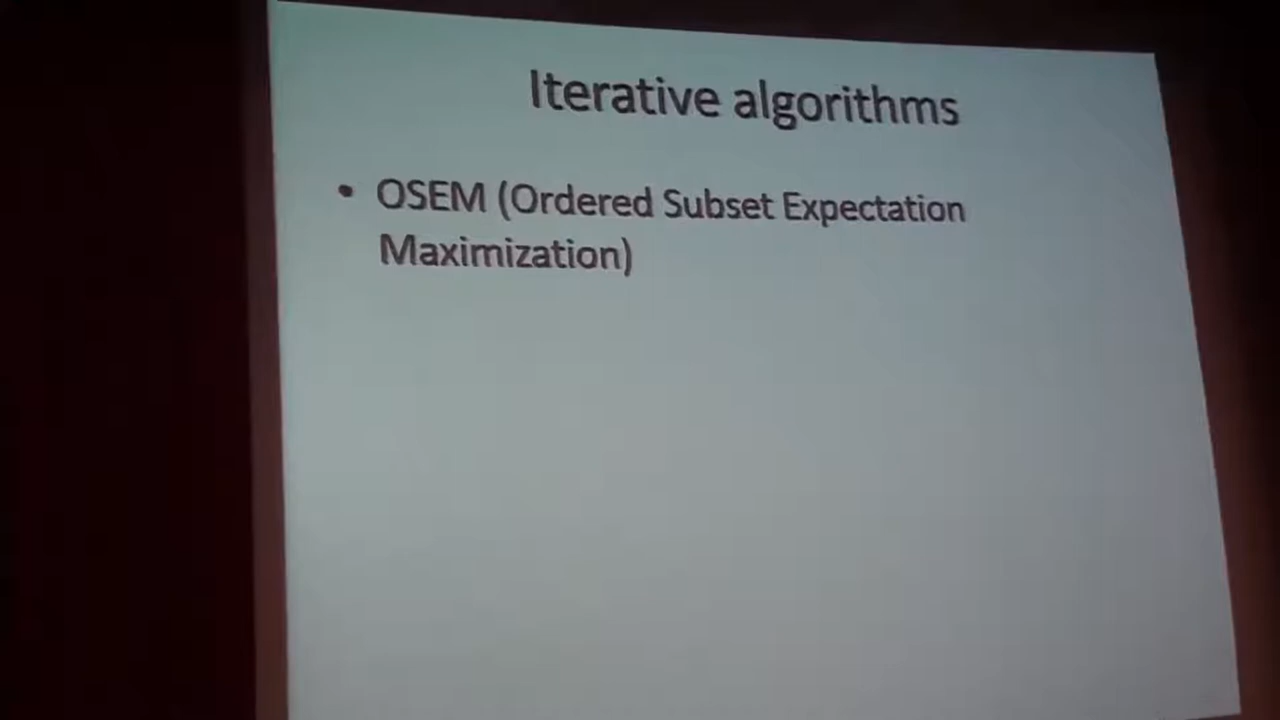 Iterative algorithms
• OSEM (Ordered Subset Expectation
Maximization)